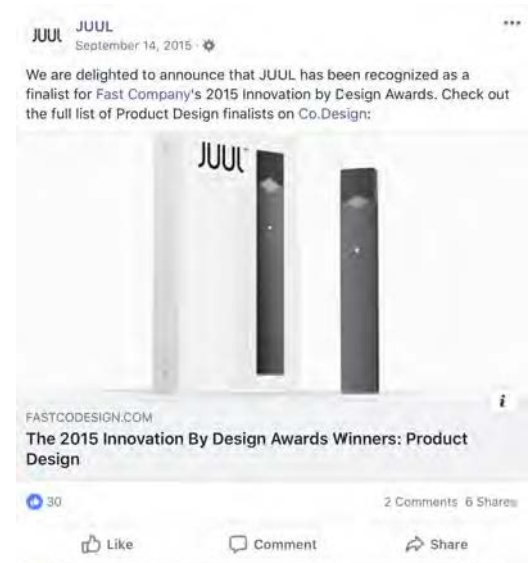 JUUL
JUUL
September 14, 2015
We are delighted to announce that JUUL has been recognized as a
finalist for Fast Company's 2015 Innovation by Design Awards. Check out
the full list of Product Design finalists on Co.Design:
JUUL
i
FASTCODESIGN.COM
The 2015 Innovation By Design Awards Winners: Product
Design
30
2 Comments 6 Shares
Like
Comment
Share